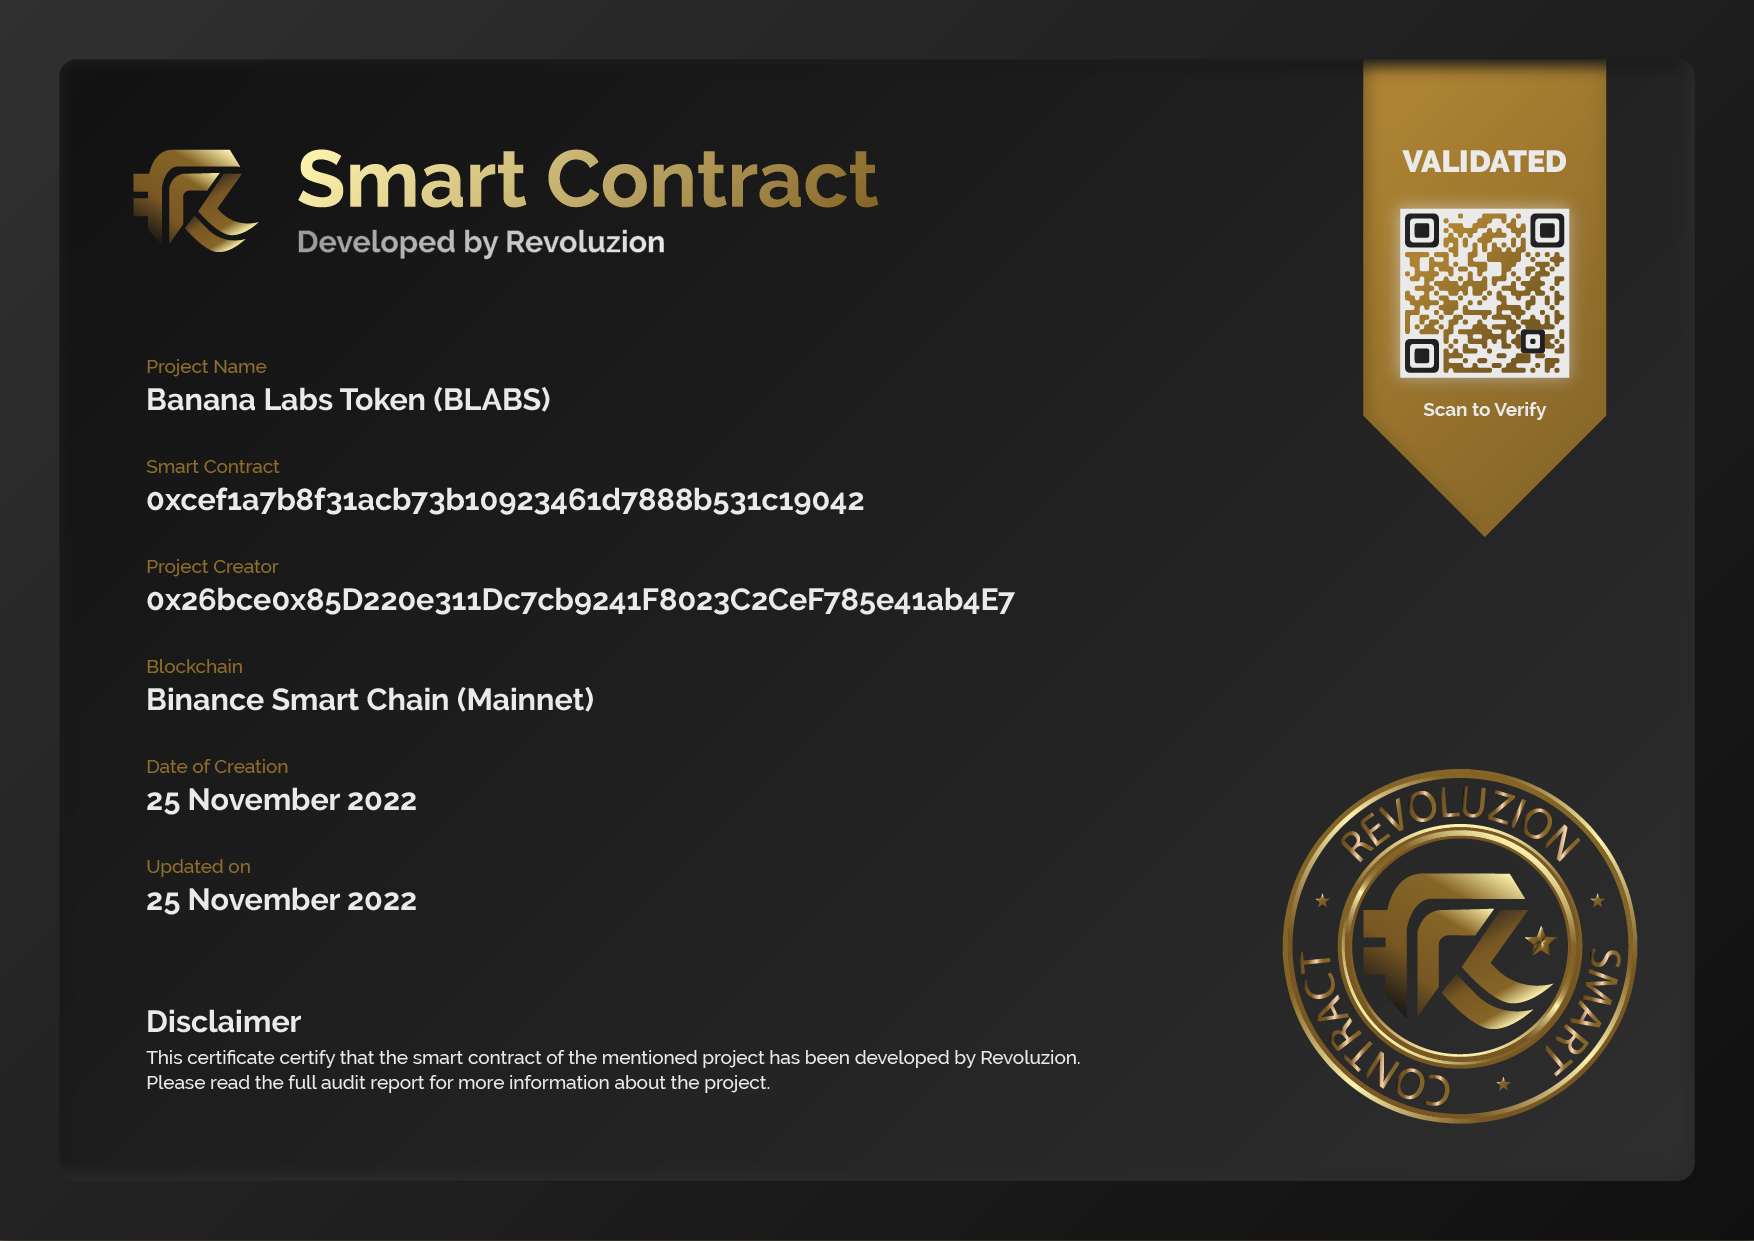 Smart Contract
Developed by Revoluzion
VALIDATED
Scan to Verify
Project Name
Banana Labs Token (BLABS)
Smart Contract
0xcef1a7b8f31acb73b10923461d7888b531c19042
Project Creator
0x26bce0x85D220e311Dc7cb9241F8023C2CeF785e41ab4E7
Blockchain
Binance Smart Chain (Mainnet)
Date of Creation
25 November 2022
Updated on
25 November 2022
Disclaimer
This certificate certify that the smart contract of the mentioned project has been developed by Revoluzion.
Please read the full audit report for more information about the project.
REVOLUZION
SMART
CONTRACT